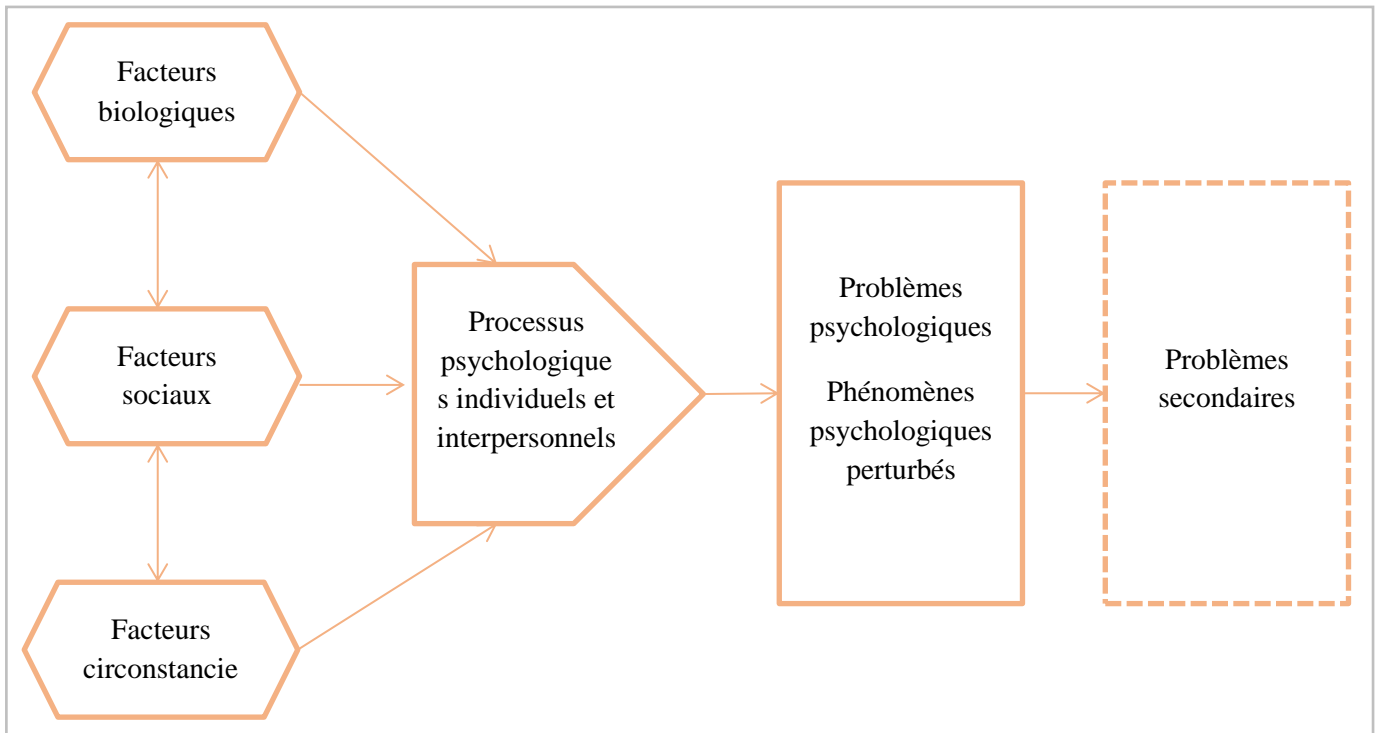 Facteurs
biologiques
Facteurs
sociaux
Facteurs
circonstancie
Processus
psychologique
s individuels et
interpersonnels
Problèmes
psychologiques
Phénomènes
psychologiques
perturbés
Problèmes
secondaires